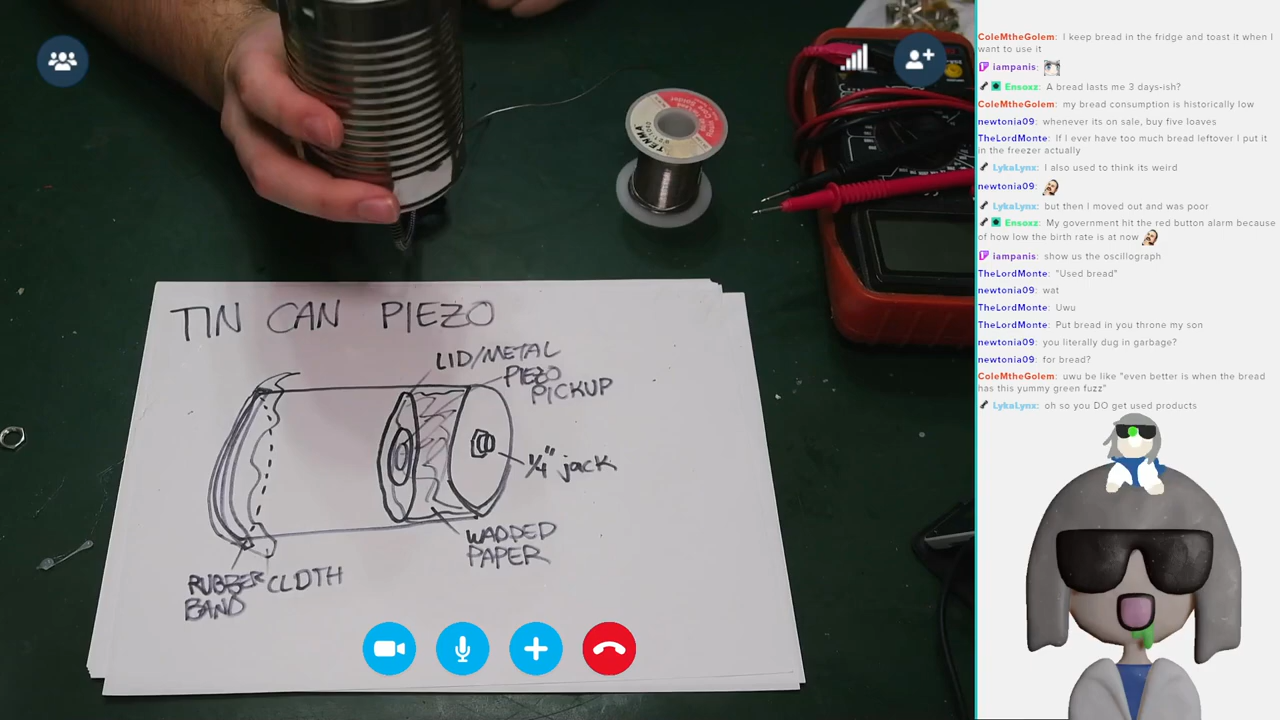 TIN CAN PIEZO
LID/METAL
PIEZO
PICKUP
1/4" jack
WADDED
PAPER
RUBBER
BAND
CLOTH
TENMA
ColeMtheGolem: I keep bread in the fridge and toast it when I
want to use it
iampanis:
Ensoxz: A bread lasts me 3 days-ish?
ColeMtheGolem: my bread consumption is historically low
newtonia09: whenever its on sale, buy five loaves
TheLordMonte: If I ever have too much bread leftover I put it
in the freezer actually
LykaLynx: I also used to think its weird
newtonia09:
LykaLynx: but then I moved out and was poor
Ensoxz: My government hit the red button alarm because
of how low the birth rate is at now
iampanis: show us the oscillograph
TheLordMonte: "Used bread"
newtonia09: wat
TheLordMonte: Uwu
TheLordMonte: Put bread in you throne my son
newtonia09: you literally dug in garbage?
newtonia09: for bread?
ColeMtheGolem: uwu be like "even better is when the bread
has this yummy green fuzz"
LykaLynx: oh so you DO get used products